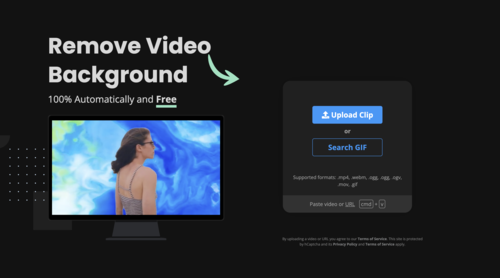 Remove Video
Background
100% Automatically and Free
Upload Clip
or
Search GIF
Supported formats: .mp4, .webm, .ogg, .ogg, .ogv,
.mov, .gif
Paste video or URL cmd + v
By uploading a video or URL you agree to our Terms of Service. This site is protected
by hCaptcha and its Privacy Policy and Terms of Service apply.